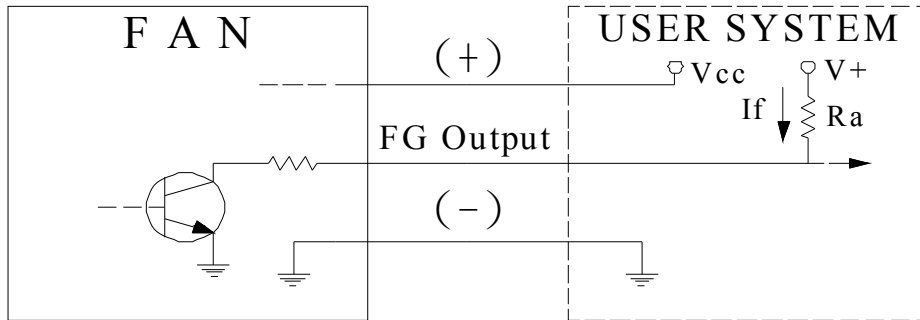 F A N
USER SYSTEM
(+)
Vcc
V+
If
Ra
FG Output
(-)